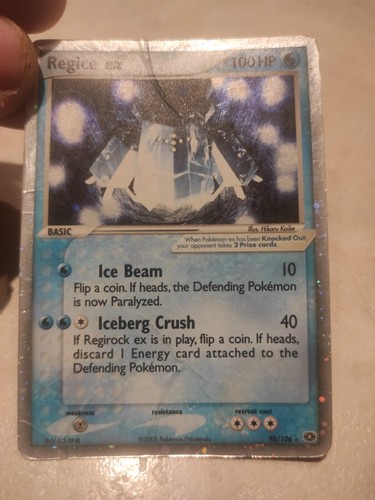 Regice ex 100 HP
Illus. Hikaru Koike
BASIC
When Pokémon-ex has been Knocked Out,
your opponent takes 2 Prize cards.
Ice Beam 10
Flip a coin. If heads, the Defending Pokémon
is now Paralyzed.
Iceberg Crush 40
If Regirock ex is in play, flip a coin. If heads,
discard 1 Energy card attached to the
Defending Pokémon.
weakness resistance retreat cost
Pokémon/Nintendo 98/106